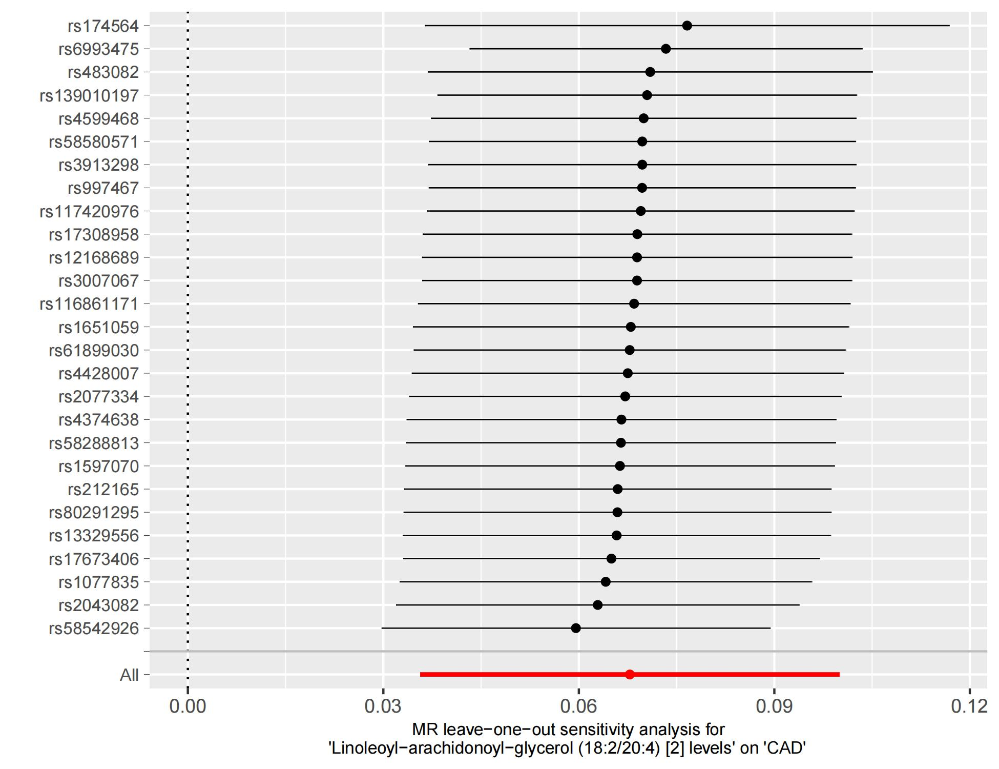 rs174564
rs6993475
rs483082
rs139010197
rs4599468
rs58580571
rs3913298
rs997467
rs117420976
rs17308958
rs12168689
rs3007067
rs116861171
rs1651059
rs61899030
rs4428007
rs2077334
rs4374638
rs58288813
rs1597070
rs212165
rs80291295
rs13329556
rs17673406
rs1077835
rs2043082
rs58542926
All
0.00 0.03 0.06 0.09 0.12
MR leave−one−out sensitivity analysis for
'Linoleoyl−arachidonoyl−glycerol (18:2/20:4) [2] levels' on 'CAD'